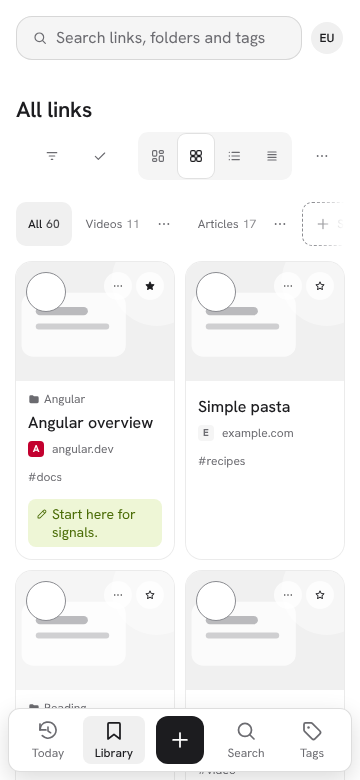 Search links, folders and tags
EU
All links
All 60
Videos 11
Articles 17
Angular
Angular overview
A angular.dev
#docs
Start here for
signals.
Simple pasta
E example.com
#recipes
Today
Library
Search
Tags